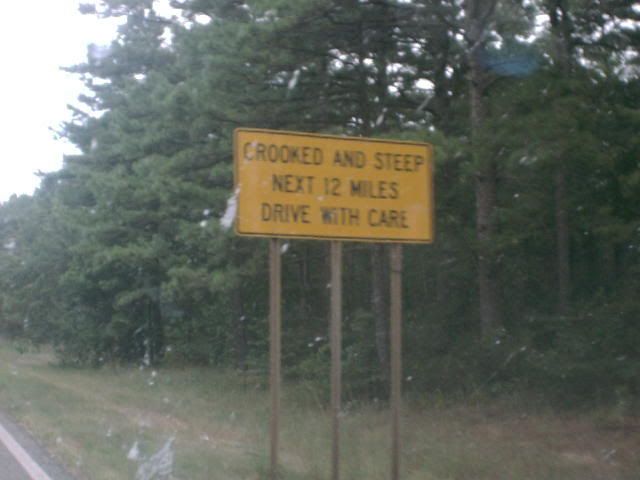 CROOKED AND STEEP
NEXT 12 MILES
DRIVE WITH CARE